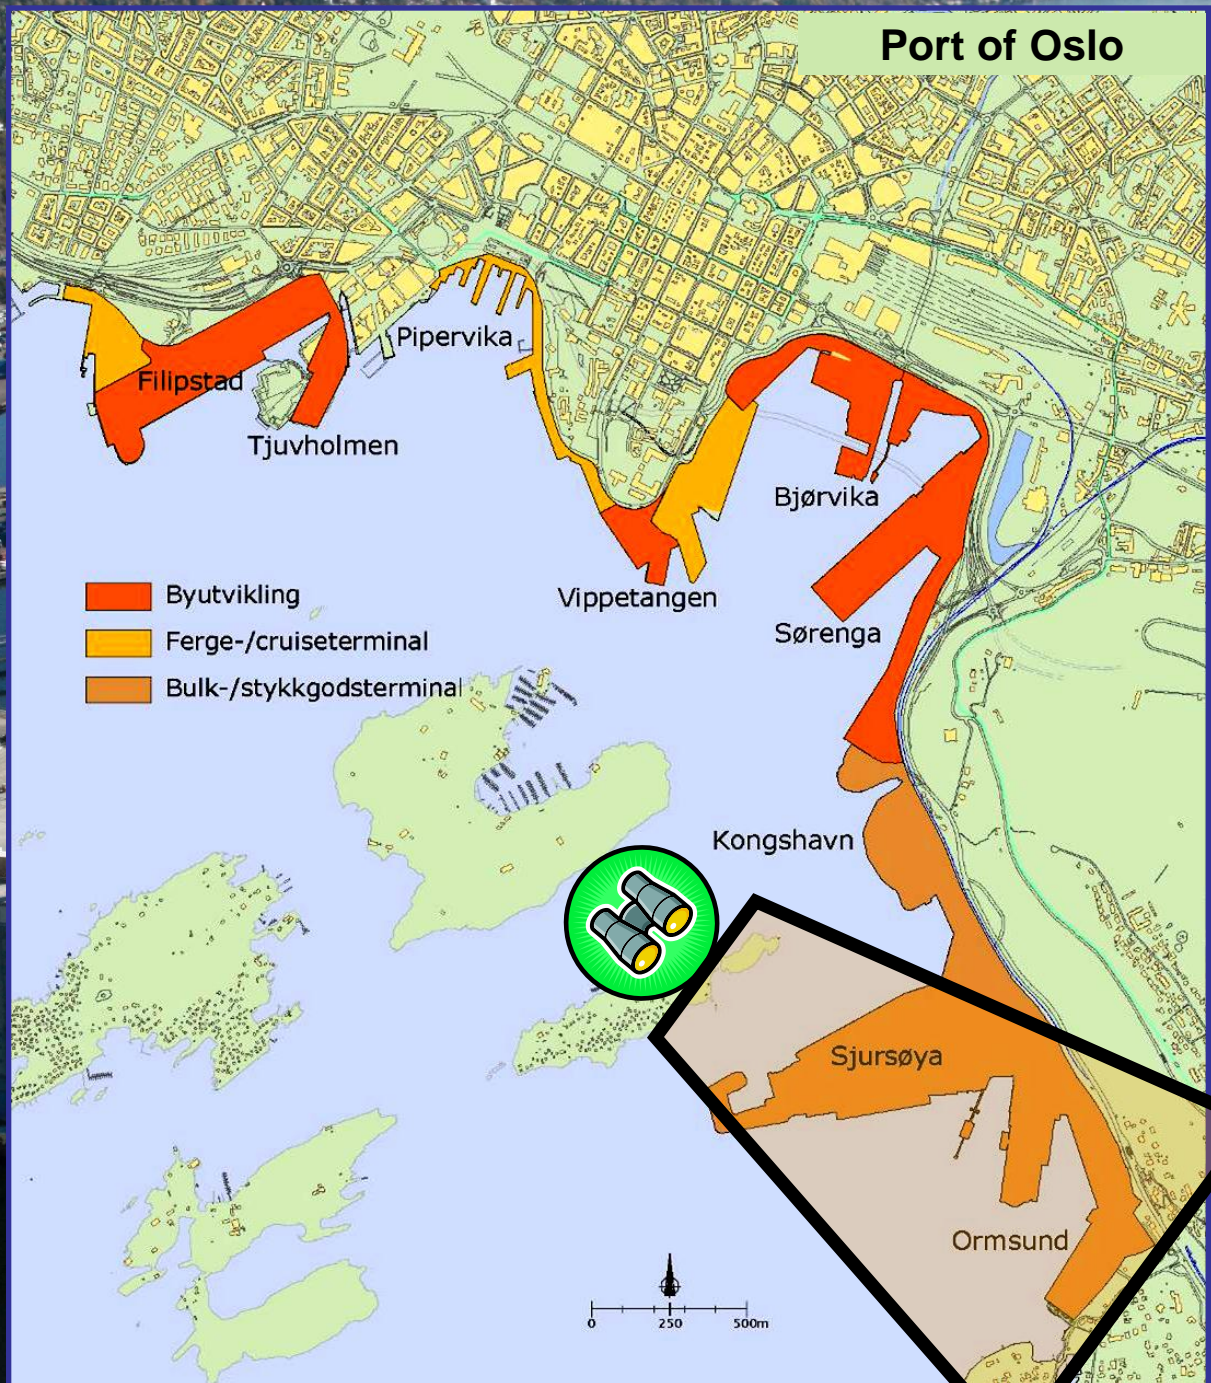 Port of Oslo
Pipervika
Filipstad
Tjuvholmen
Bjørvika
Vippetangen
Sørenga
Byutvikling
Ferge-/cruiseterminal
Bulk-/stykkgodsterminal
Kongshavn
Sjursøya
Ormsund
0 250 500m